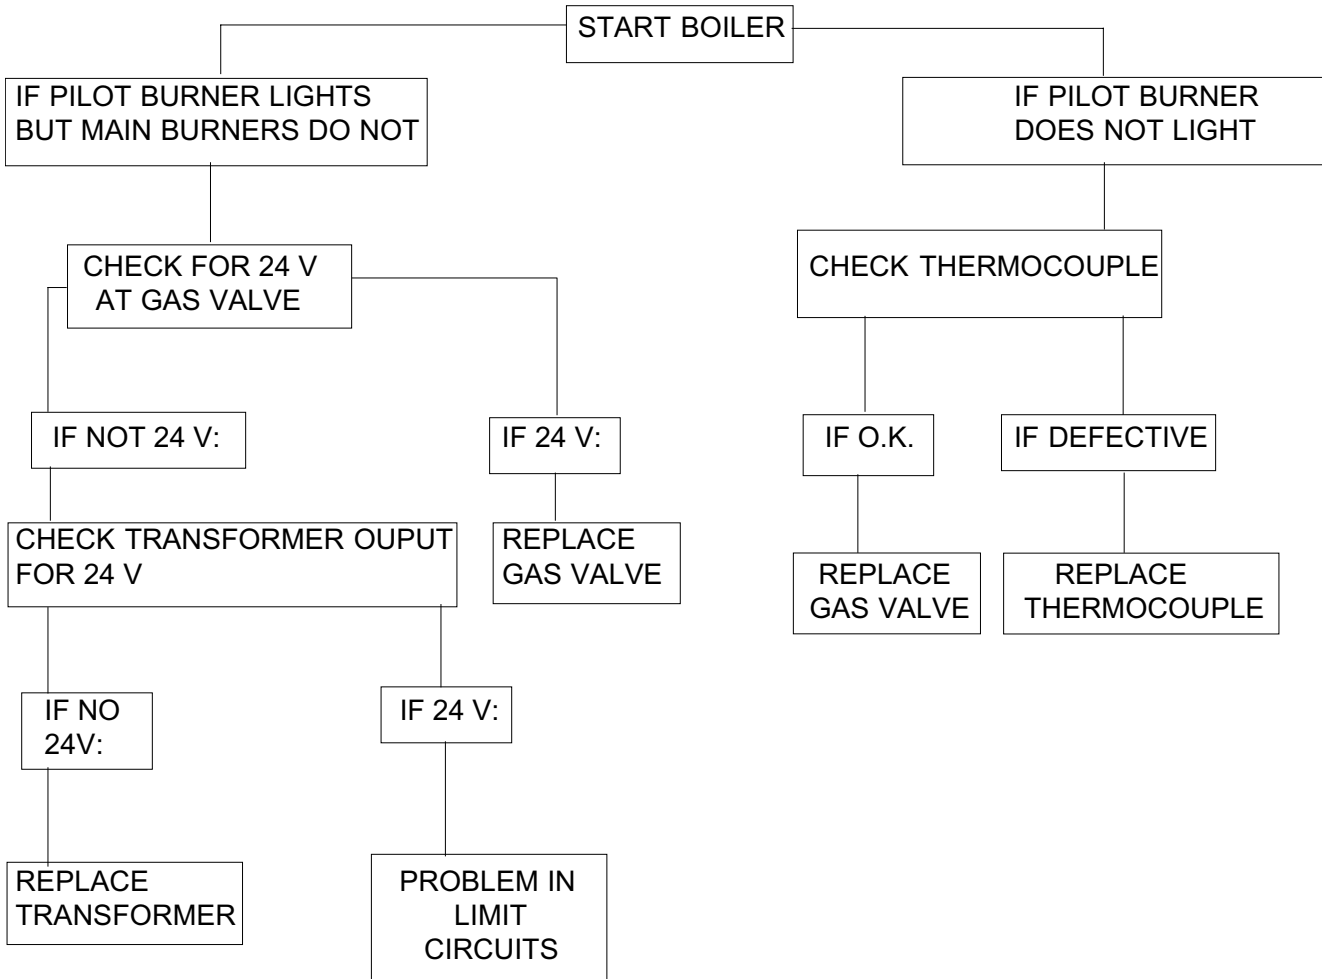 START BOILER
IF PILOT BURNER LIGHTS
BUT MAIN BURNERS DO NOT
IF PILOT BURNER
DOES NOT LIGHT
CHECK FOR 24 V
AT GAS VALVE
CHECK THERMOCOUPLE
IF NOT 24 V:
IF 24 V:
IF O.K.
IF DEFECTIVE
CHECK TRANSFORMER OUPUT
FOR 24 V
REPLACE
GAS VALVE
REPLACE
GAS VALVE
REPLACE
THERMOCOUPLE
IF NO
24V:
IF 24 V:
REPLACE
TRANSFORMER
PROBLEM IN
LIMIT
CIRCUITS